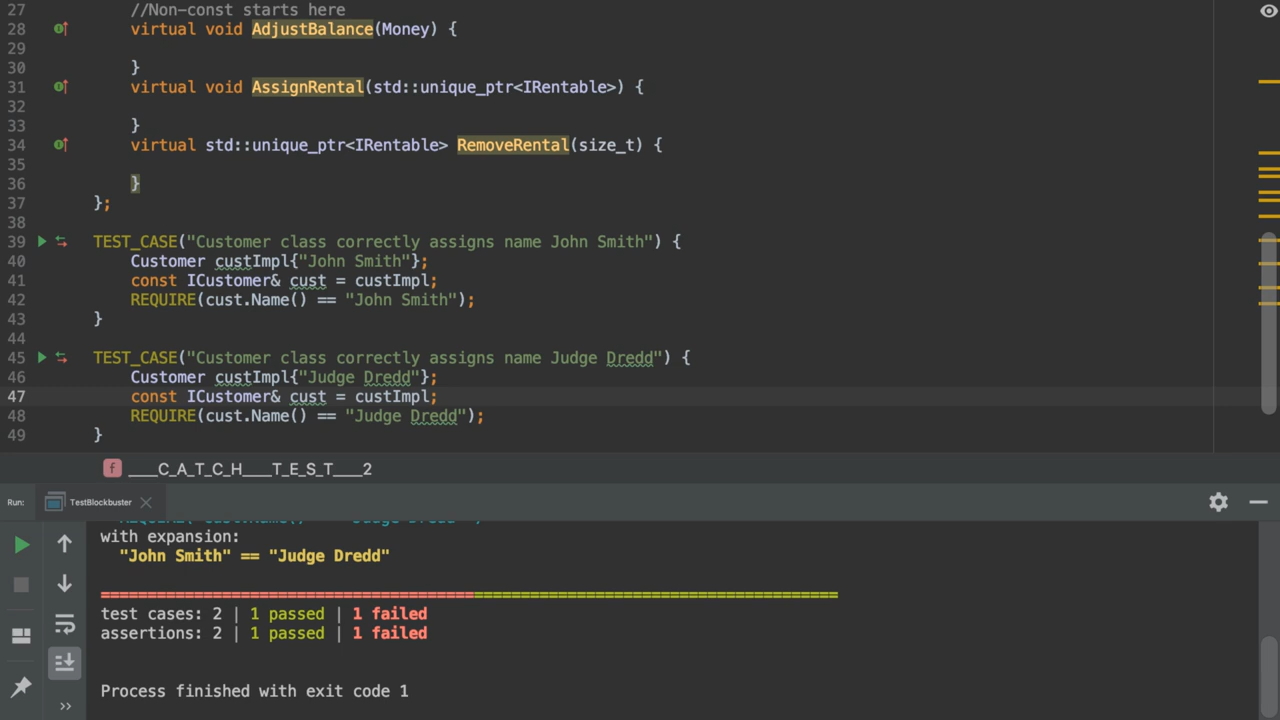 27 //Non-const starts here
28 virtual void AdjustBalance(Money) {
29
30 }
31 virtual void AssignRental(std::unique_ptr<IRentable>) {
32
33 }
34 virtual std::unique_ptr<IRentable> RemoveRental(size_t) {
35
36 }
37 };
38
39 TEST_CASE("Customer class correctly assigns name John Smith") {
40 Customer custImpl{"John Smith"};
41 const ICustomer& cust = custImpl;
42 REQUIRE(cust.Name() == "John Smith");
43 }
44
45 TEST_CASE("Customer class correctly assigns name Judge Dredd") {
46 Customer custImpl{"Judge Dredd"};
47 const ICustomer& cust = custImpl;
48 REQUIRE(cust.Name() == "Judge Dredd");
49 }
f ____C_A_T_C_H____T_E_S_T____2
Run: TestBlockbuster
with expansion:
"John Smith" == "Judge Dredd"
test cases: 2 | 1 passed | 1 failed
assertions: 2 | 1 passed | 1 failed
Process finished with exit code 1